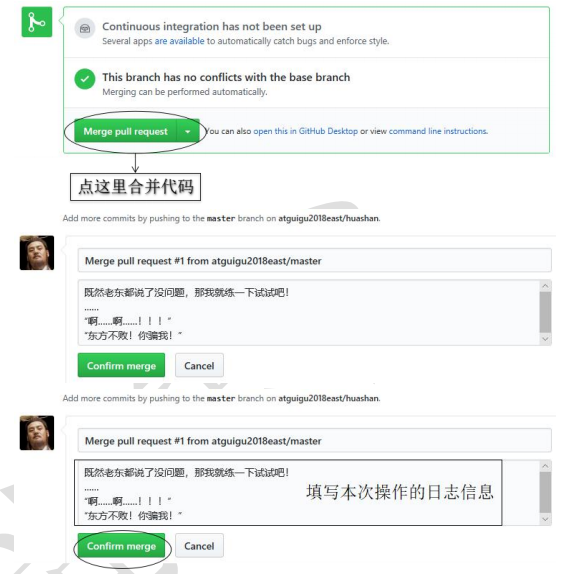 Continuous integration has not been set up
Several apps are available to automatically catch bugs and enforce style.
This branch has no conflicts with the base branch
Merging can be performed automatically.
Merge pull request
You can also open this in GitHub Desktop or view command line instructions.
点这里合并代码
Add more commits by pushing to the master branch on atguigu2018east/huashan.
Merge pull request #1 from atguigu2018east/master
既然老东都说了没问题，那我就练一下试试吧！
......
“啊......啊......！！！”
“东方不败！你骗我！”
Confirm merge
Cancel
Add more commits by pushing to the master branch on atguigu2018east/huashan.
Merge pull request #1 from atguigu2018east/master
既然老东都说了没问题，那我就练一下试试吧！
......
“啊......啊......！！！”
“东方不败！你骗我！”
填写本次操作的日志信息
Confirm merge
Cancel